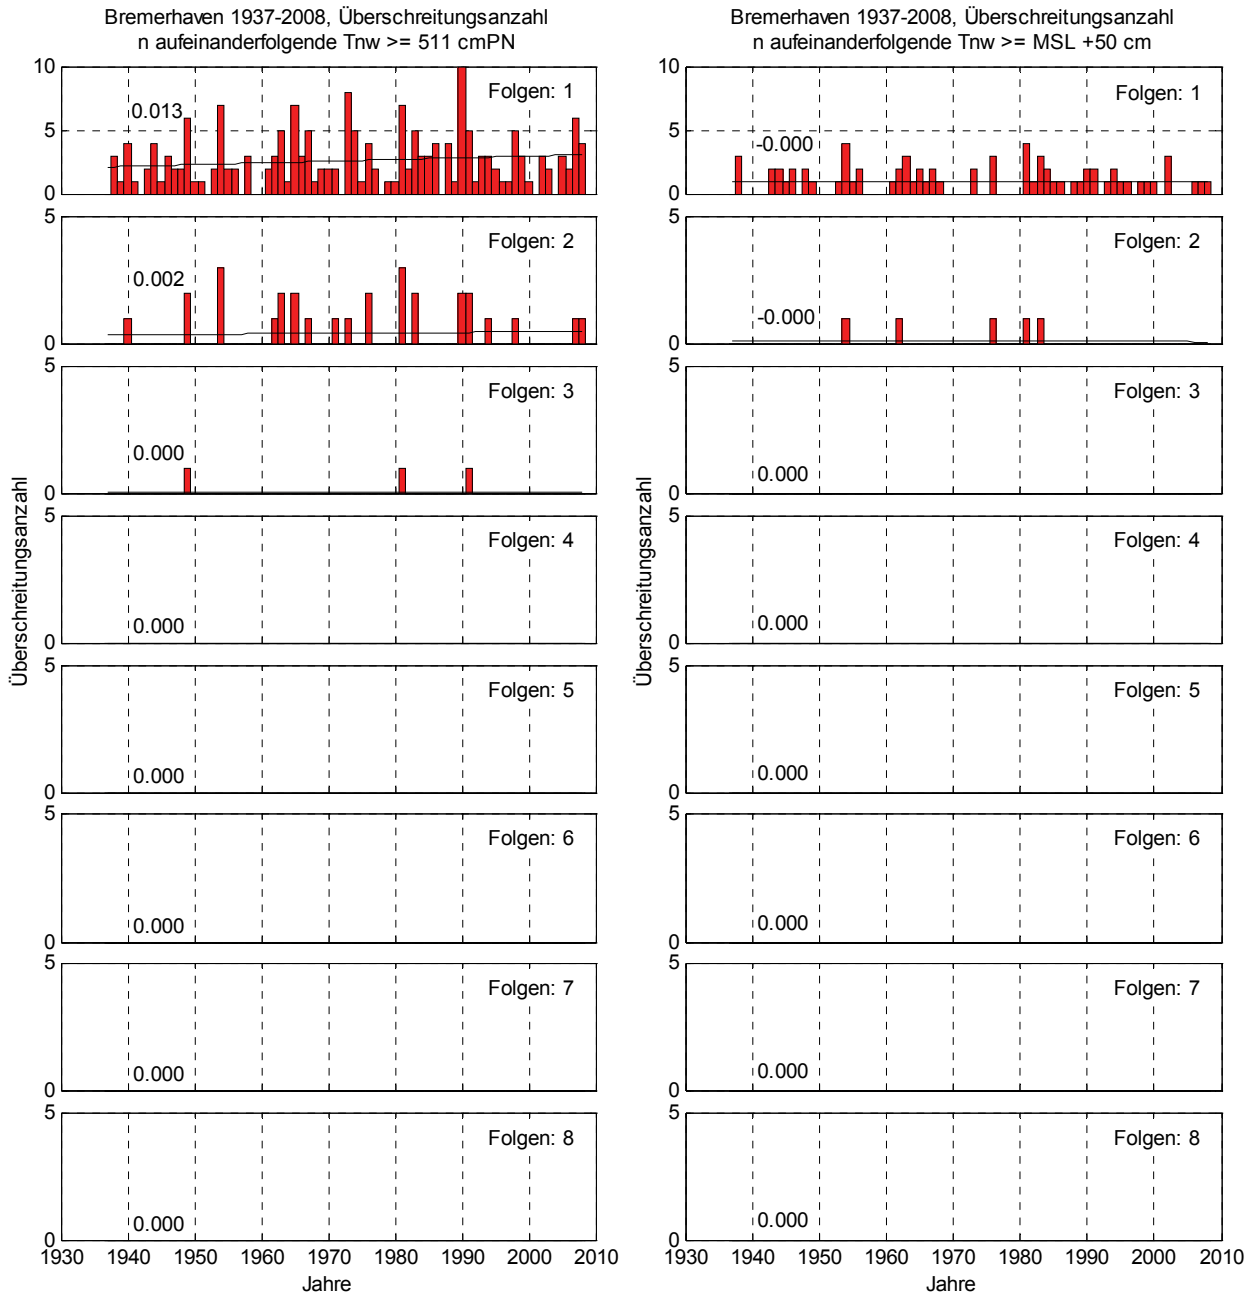 Bremerhaven 1937-2008, Überschreitungsanzahl
n aufeinanderfolgende Tnw >= 511 cmPN
10
5
0
0.013
Folgen: 1
5
0
0.002
Folgen: 2
5
0
0.000
Folgen: 3
5
0
0.000
Folgen: 4
5
0
0.000
Folgen: 5
5
0
0.000
Folgen: 6
5
0
0.000
Folgen: 7
5
0
0.000
Folgen: 8
Überschreitungsanzahl
1930 1940 1950 1960 1970 1980 1990 2000 2010
Jahre
Bremerhaven 1937-2008, Überschreitungsanzahl
n aufeinanderfolgende Tnw >= MSL +50 cm
10
5
0
-0.000
Folgen: 1
5
0
-0.000
Folgen: 2
5
0
0.000
Folgen: 3
5
0
0.000
Folgen: 4
5
0
0.000
Folgen: 5
5
0
0.000
Folgen: 6
5
0
0.000
Folgen: 7
5
0
0.000
Folgen: 8
Überschreitungsanzahl
1930 1940 1950 1960 1970 1980 1990 2000 2010
Jahre